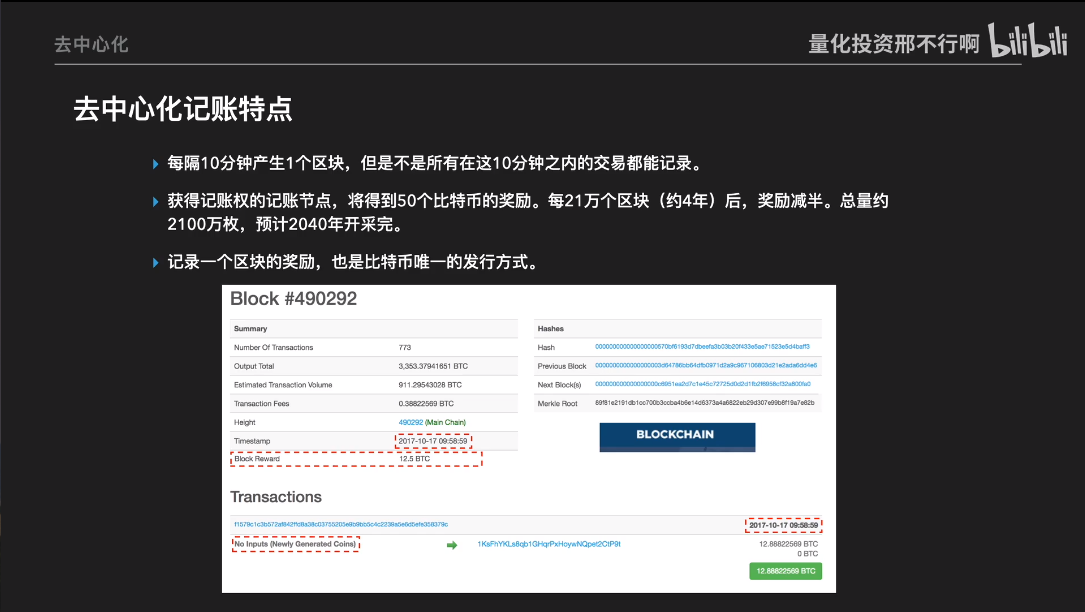 去中心化
量化投资邢不行啊 bilibili
去中心化记账特点
每隔10分钟产生1个区块，但是不是所有在这10分钟之内的交易都能记录。
获得记账权的记账节点，将得到50个比特币的奖励。每21万个区块（约4年）后，奖励减半。总量约
2100万枚，预计2040年开采完。
记录一个区块的奖励，也是比特币唯一的发行方式。
Block #490292
Summary
Number Of Transactions 773
Output Total 3,353.37941651 BTC
Estimated Transaction Volume 911.29543028 BTC
Transaction Fees 0.38822569 BTC
Height 490292 (Main Chain)
Timestamp 2017-10-17 09:58:59
Block Reward 12.5 BTC
Hashes
Hash
Previous Block
Next Block(s)
Merkle Root
BLOCKCHAIN
Transactions
2017-10-17 09:58:59
No Inputs (Newly Generated Coins)
12.88822569 BTC
0 BTC
12.88822569 BTC